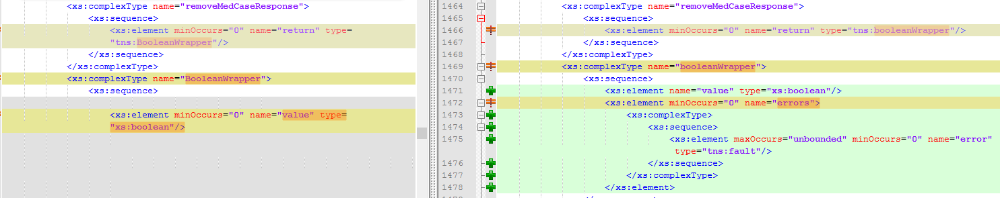 <xs:complexType name="removeMedCaseResponse">
<xs:sequence>
<xs:element minOccurs="0" name="return" type=
"tns:BooleanWrapper"/>
</xs:sequence>
</xs:complexType>
<xs:complexType name="BooleanWrapper">
<xs:sequence>
<xs:element minOccurs="0" name="value" type=
"xs:boolean"/>
1464 <xs:complexType name="removeMedCaseResponse">
1465 <xs:sequence>
1466 <xs:element minOccurs="0" name="return" type="tns:booleanWrapper"/>
1467 </xs:sequence>
1468 </xs:complexType>
1469 <xs:complexType name="booleanWrapper">
1470 <xs:sequence>
1471 <xs:element name="value" type="xs:boolean"/>
1472 <xs:element minOccurs="0" name="errors">
1473 <xs:complexType>
1474 <xs:sequence>
1475 <xs:element maxOccurs="unbounded" minOccurs="0" name="error"
type="tns:fault"/>
1476 </xs:sequence>
1477 </xs:complexType>
1478 </xs:element>